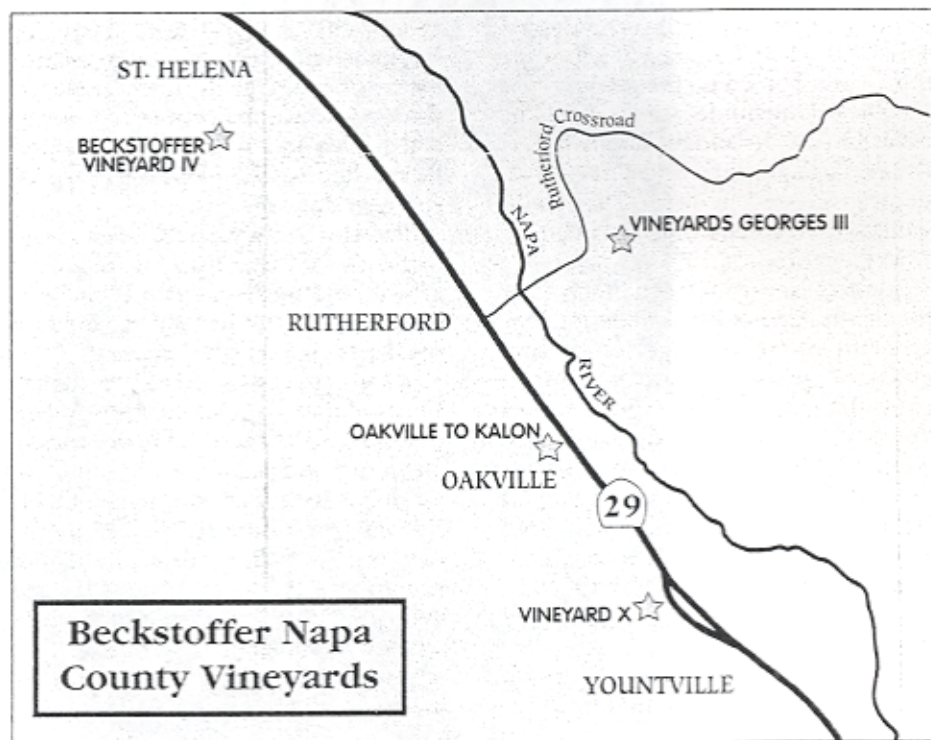 ST. HELENA
BECKSTOFFER
VINEYARD IV
Rutherford Crossroad
NAPA
VINEYARDS GEORGES III
RUTHERFORD
RIVER
OAKVILLE TO KALON
OAKVILLE
29
VINEYARD X
YOUNTVILLE
Beckstoffer Napa
County Vineyards